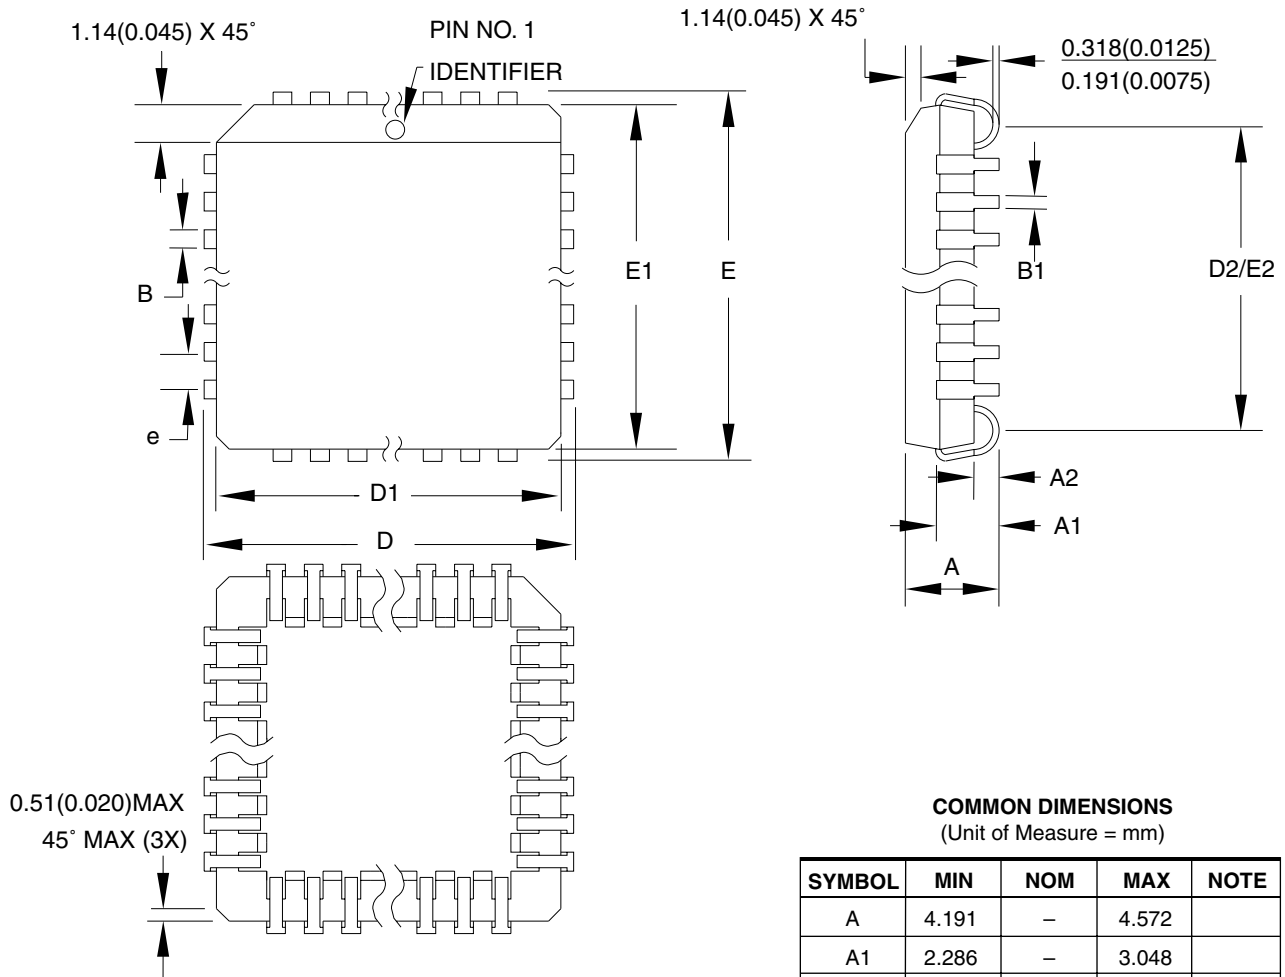 1.14(0.045) X 45˚
PIN NO. 1
IDENTIFIER
1.14(0.045) X 45˚
0.318(0.0125)
0.191(0.0075)
B
e
E1
E
B1
D2/E2
D1
D
A2
A1
A
0.51(0.020)MAX
45˚ MAX (3X)
COMMON DIMENSIONS
(Unit of Measure = mm)
SYMBOL MIN NOM MAX NOTE
A 4.191 – 4.572
A1 2.286 – 3.048